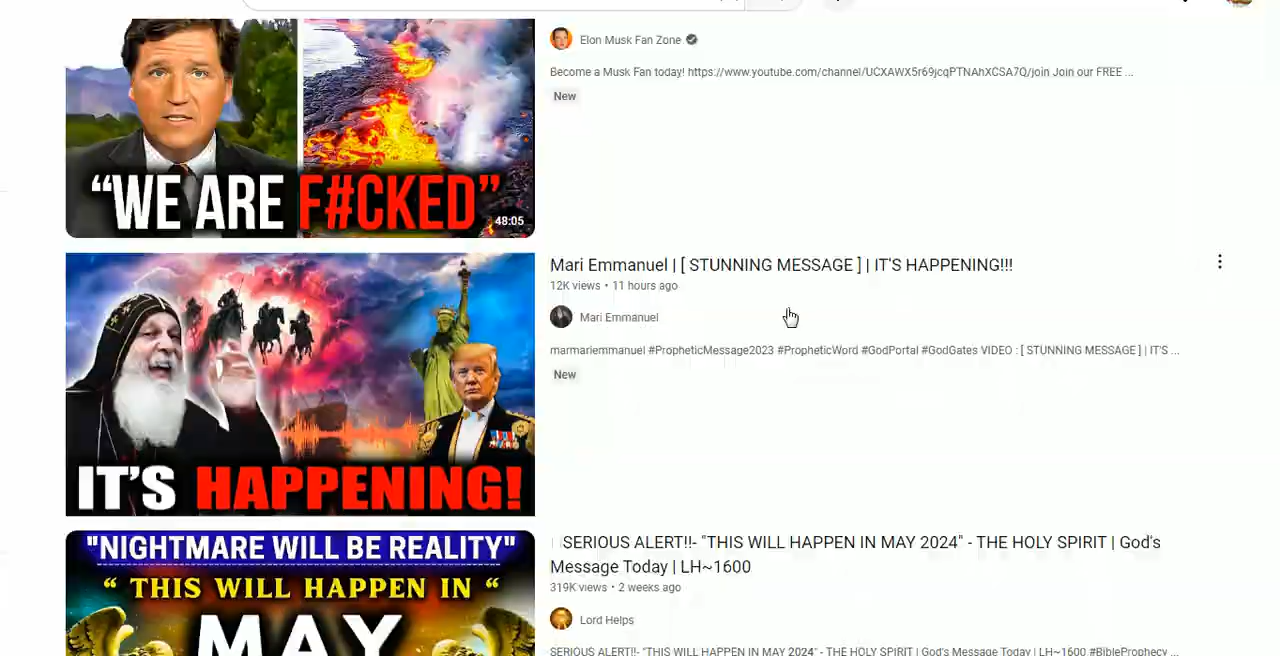 Elon Musk Fan Zone
Become a Musk Fan today! https://www.youtube.com/channel/UCXAWX5r69jcqPTNAhXCSA7Q/join Join our FREE ...
New
“WE ARE F#CKED”
48:05
Mari Emmanuel | [ STUNNING MESSAGE ] | IT'S HAPPENING!!!
12K views • 11 hours ago
Mari Emmanuel
marmariemmanuel #PropheticMessage2023 #PropheticWord #GodPortal #GodGates VIDEO : [ STUNNING MESSAGE ] | IT'S ...
New
IT’S HAPPENING!
"NIGHTMARE WILL BE REALITY"
“ THIS WILL HAPPEN IN “
MAY
SERIOUS ALERT!!- "THIS WILL HAPPEN IN MAY 2024" - THE HOLY SPIRIT | God's
Message Today | LH~1600
319K views • 2 weeks ago
Lord Helps
SERIOUS ALERT!!- "THIS WILL HAPPEN IN MAY 2024" - THE HOLY SPIRIT | God's Message Today | LH~1600 #BibleProphecy ...